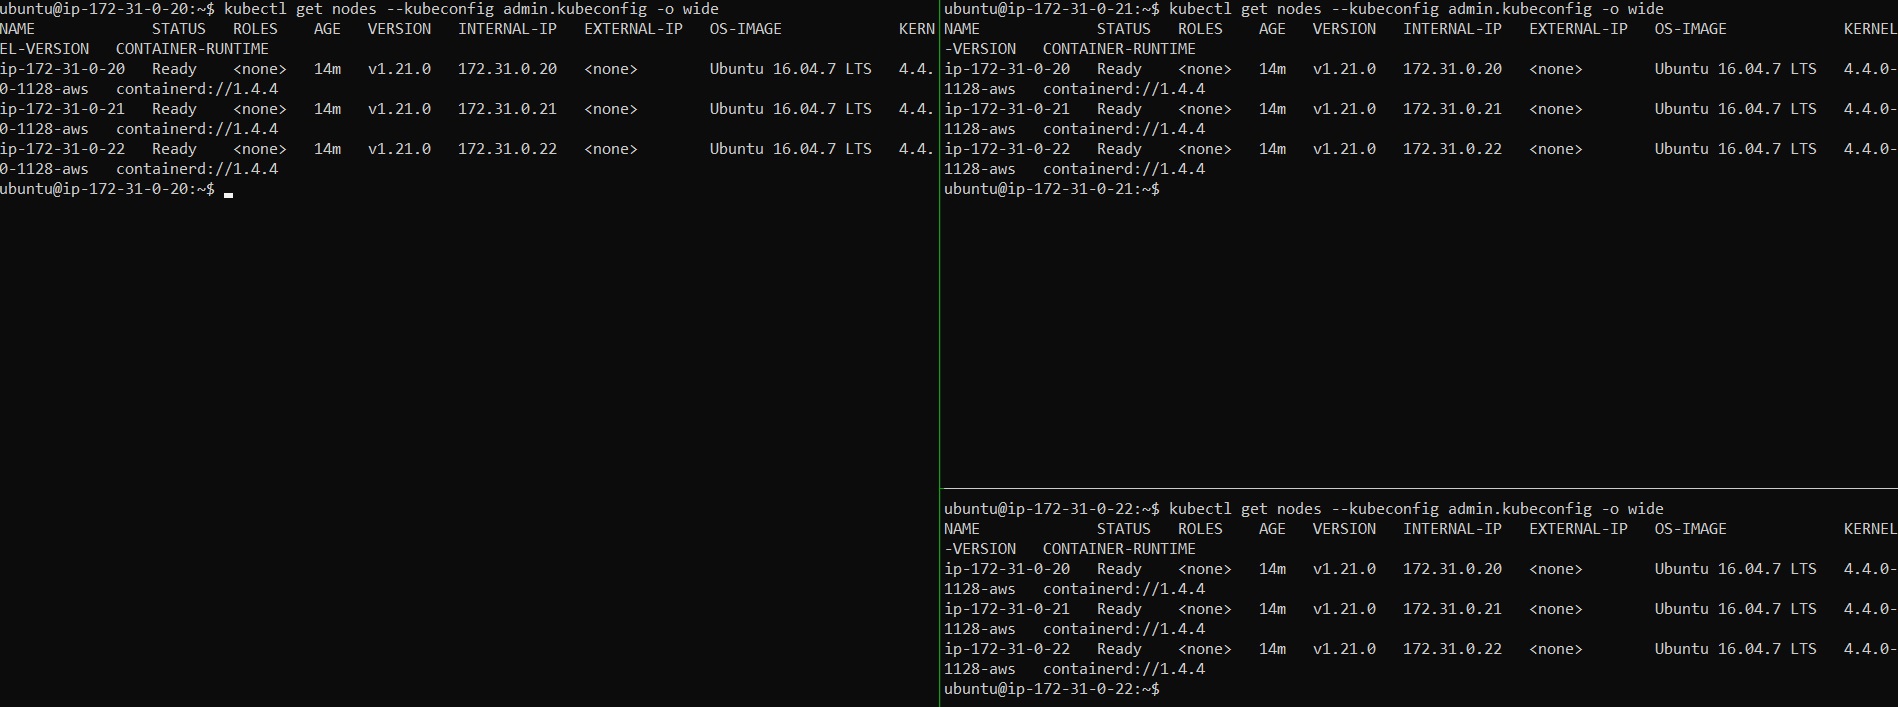 ubuntu@ip-172-31-0-20:~$ kubectl get nodes --kubeconfig admin.kubeconfig -o wide
NAME              STATUS   ROLES    AGE   VERSION   INTERNAL-IP   EXTERNAL-IP   OS-IMAGE             KERN
EL-VERSION   CONTAINER-RUNTIME
ip-172-31-0-20   Ready    <none>   14m   v1.21.0   172.31.0.20   <none>        Ubuntu 16.04.7 LTS   4.4.
0-1128-aws   containerd://1.4.4
ip-172-31-0-21   Ready    <none>   14m   v1.21.0   172.31.0.21   <none>        Ubuntu 16.04.7 LTS   4.4.
0-1128-aws   containerd://1.4.4
ip-172-31-0-22   Ready    <none>   14m   v1.21.0   172.31.0.22   <none>        Ubuntu 16.04.7 LTS   4.4.
0-1128-aws   containerd://1.4.4
ubuntu@ip-172-31-0-20:~$
ubuntu@ip-172-31-0-21:~$ kubectl get nodes --kubeconfig admin.kubeconfig -o wide
NAME             STATUS   ROLES    AGE   VERSION   INTERNAL-IP   EXTERNAL-IP   OS-IMAGE             KERNEL
-VERSION   CONTAINER-RUNTIME
ip-172-31-0-20   Ready    <none>   14m   v1.21.0   172.31.0.20   <none>        Ubuntu 16.04.7 LTS   4.4.0-
1128-aws   containerd://1.4.4
ip-172-31-0-21   Ready    <none>   14m   v1.21.0   172.31.0.21   <none>        Ubuntu 16.04.7 LTS   4.4.0-
1128-aws   containerd://1.4.4
ip-172-31-0-22   Ready    <none>   14m   v1.21.0   172.31.0.22   <none>        Ubuntu 16.04.7 LTS   4.4.0-
1128-aws   containerd://1.4.4
ubuntu@ip-172-31-0-21:~$
ubuntu@ip-172-31-0-22:~$ kubectl get nodes --kubeconfig admin.kubeconfig -o wide
NAME             STATUS   ROLES    AGE   VERSION   INTERNAL-IP   EXTERNAL-IP   OS-IMAGE             KERNEL
-VERSION   CONTAINER-RUNTIME
ip-172-31-0-20   Ready    <none>   14m   v1.21.0   172.31.0.20   <none>        Ubuntu 16.04.7 LTS   4.4.0-
1128-aws   containerd://1.4.4
ip-172-31-0-21   Ready    <none>   14m   v1.21.0   172.31.0.21   <none>        Ubuntu 16.04.7 LTS   4.4.0-
1128-aws   containerd://1.4.4
ip-172-31-0-22   Ready    <none>   14m   v1.21.0   172.31.0.22   <none>        Ubuntu 16.04.7 LTS   4.4.0-
1128-aws   containerd://1.4.4
ubuntu@ip-172-31-0-22:~$